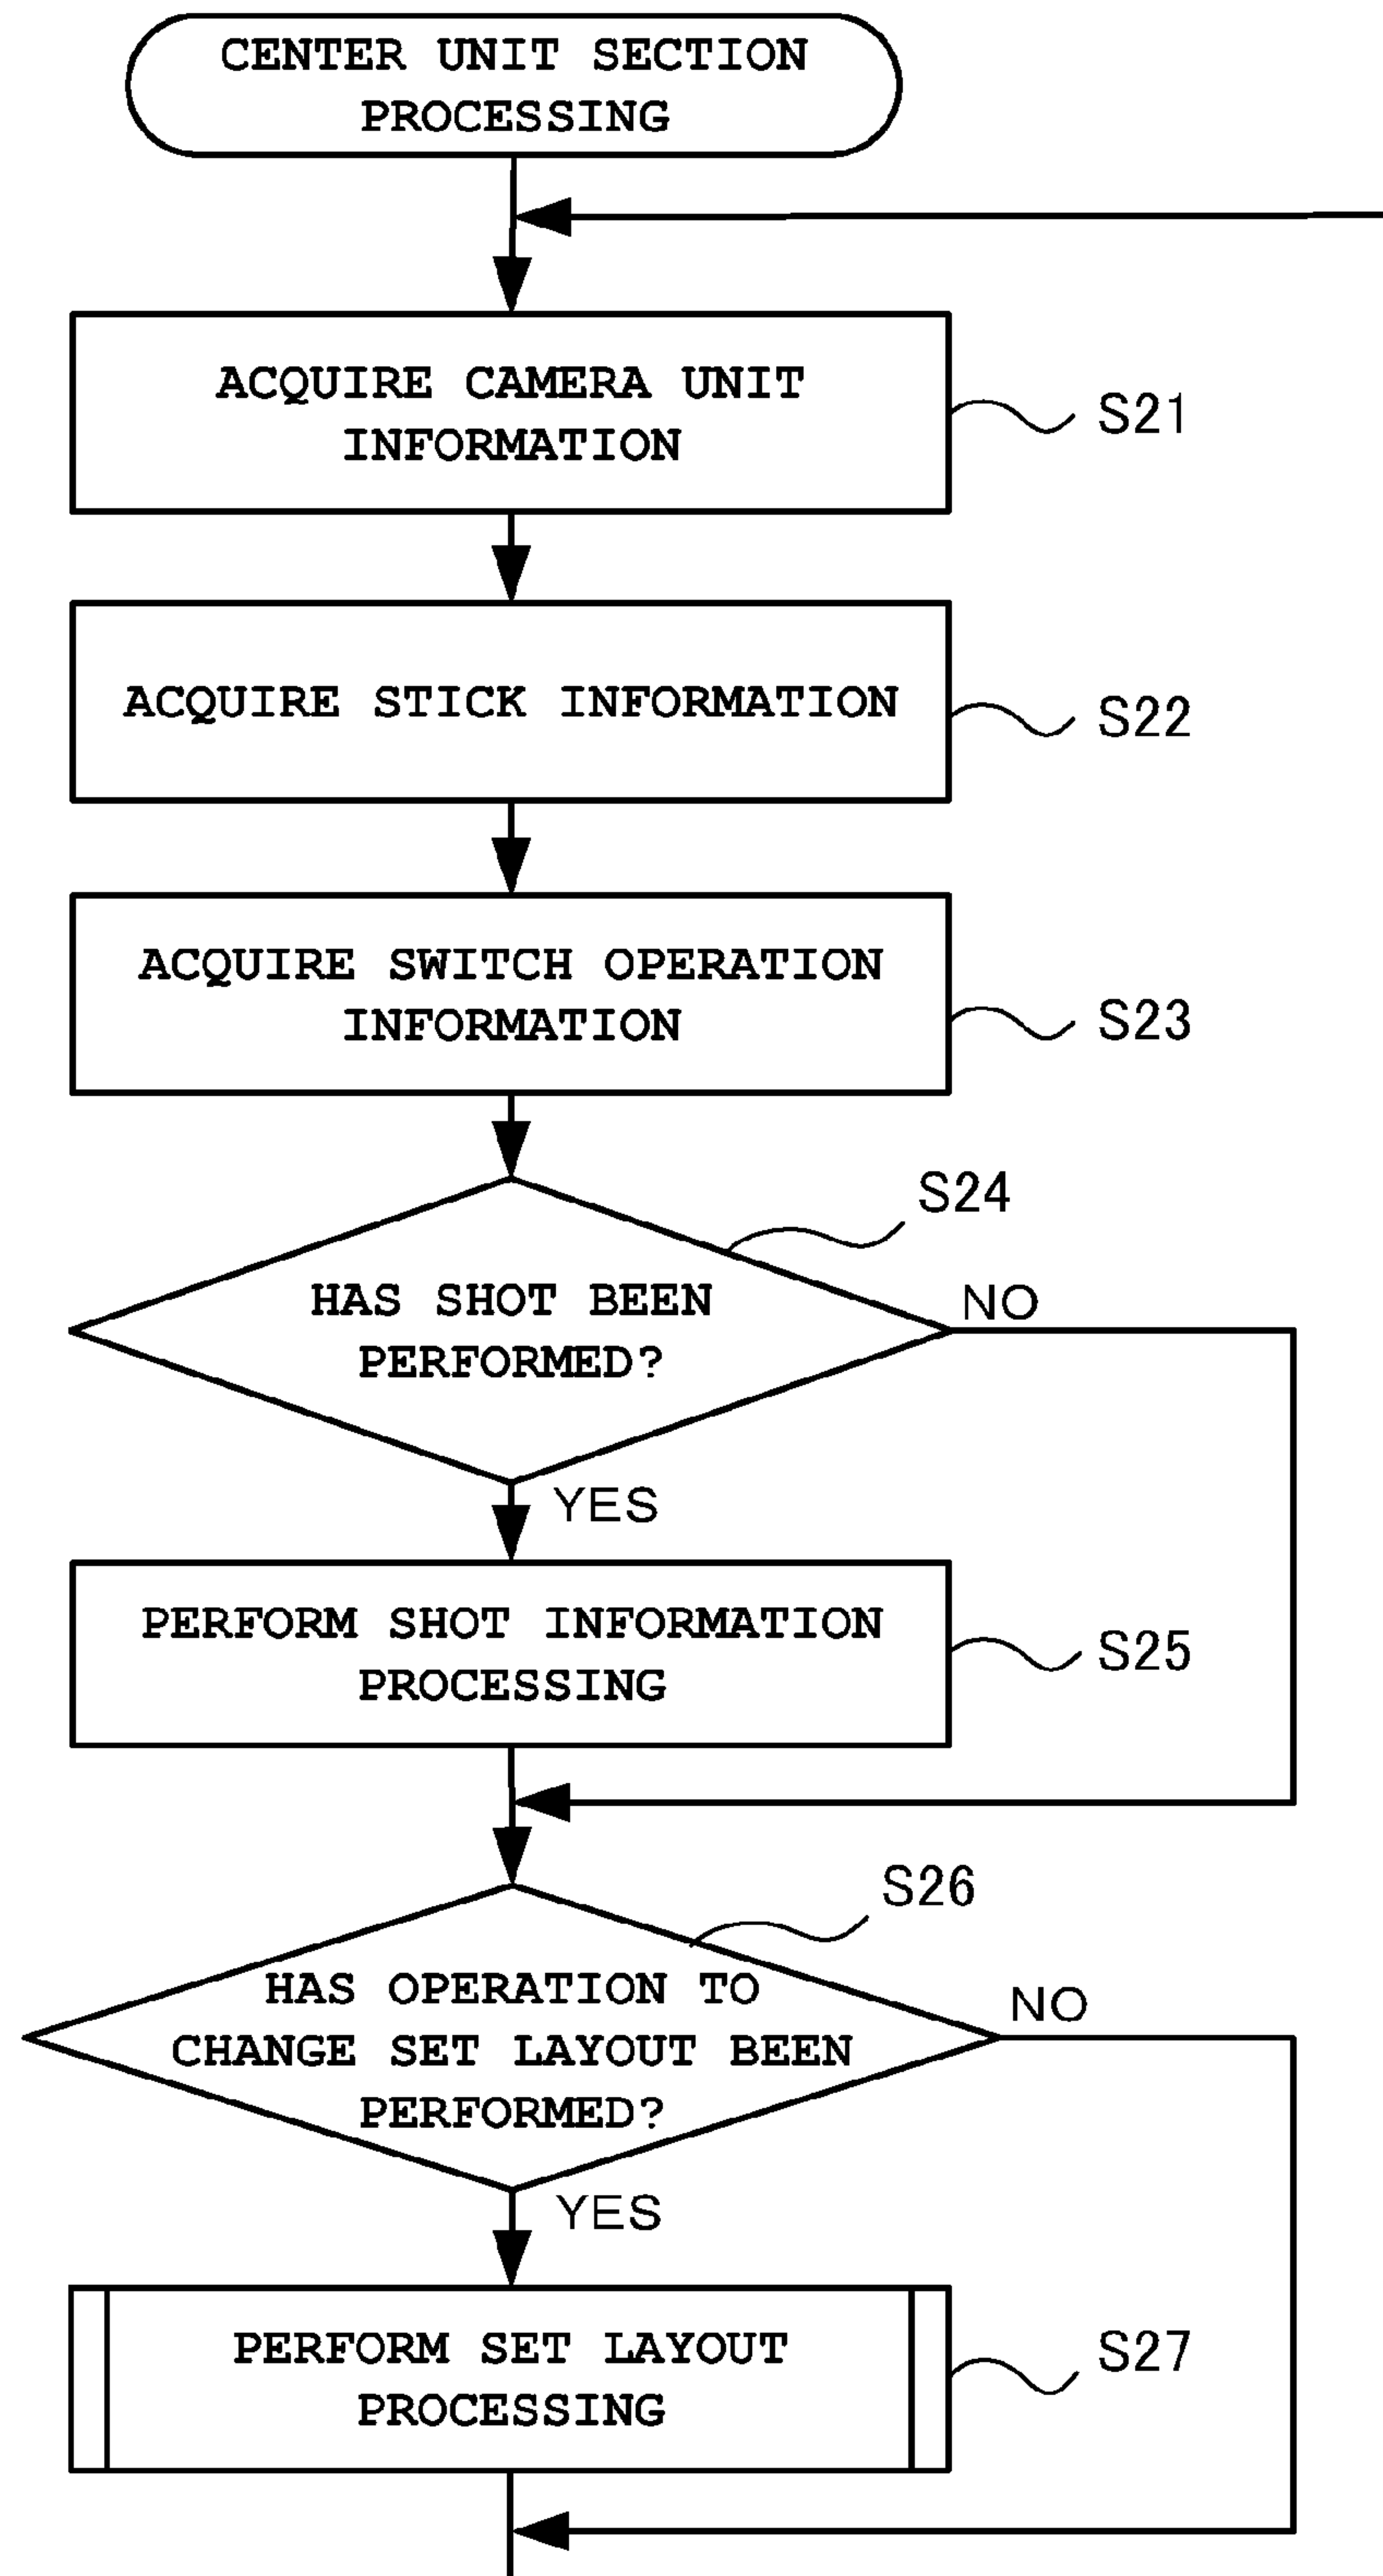 CENTER UNIT SECTION
PROCESSING
ACQUIRE CAMERA UNIT
INFORMATION
S21
ACQUIRE STICK INFORMATION
S22
ACQUIRE SWITCH OPERATION
INFORMATION
S23
S24
HAS SHOT BEEN
PERFORMED?
NO
YES
PERFORM SHOT INFORMATION
PROCESSING
S25
S26
HAS OPERATION TO
CHANGE SET LAYOUT BEEN
PERFORMED?
NO
YES
PERFORM SET LAYOUT
PROCESSING
S27